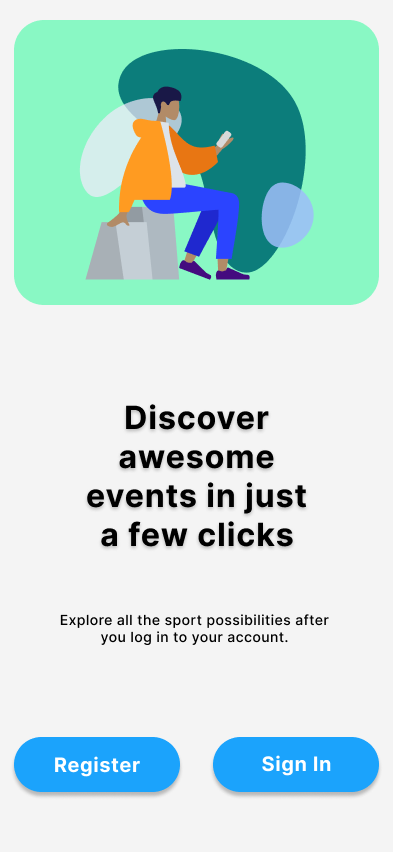 Discover
awesome
events in just
a few clicks
Explore all the sport possibilities after
you log in to your account.
Register
Sign In